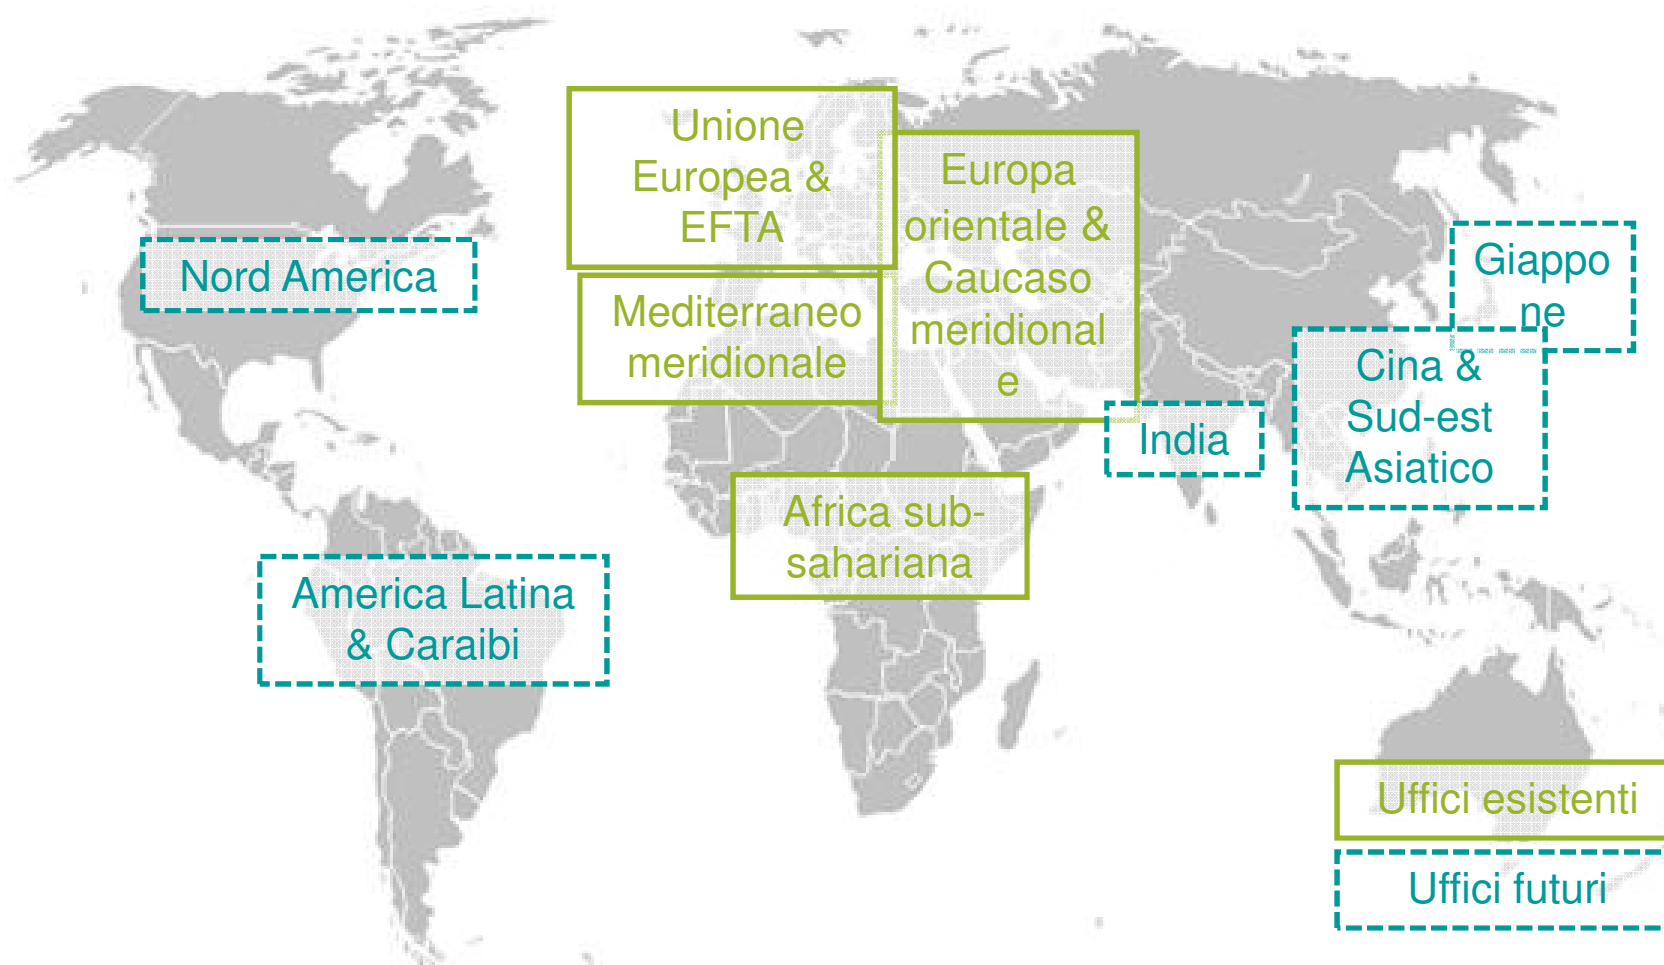 Unione
Europea &
EFTA
Europa
orientale &
Caucaso
meridional
e
Nord America
Mediterraneo
meridionale
Giappo
ne
Cina &
Sud-est
Asiatico
India
Africa sub-
sahariana
America Latina
& Caraibi
Uffici esistenti
Uffici futuri